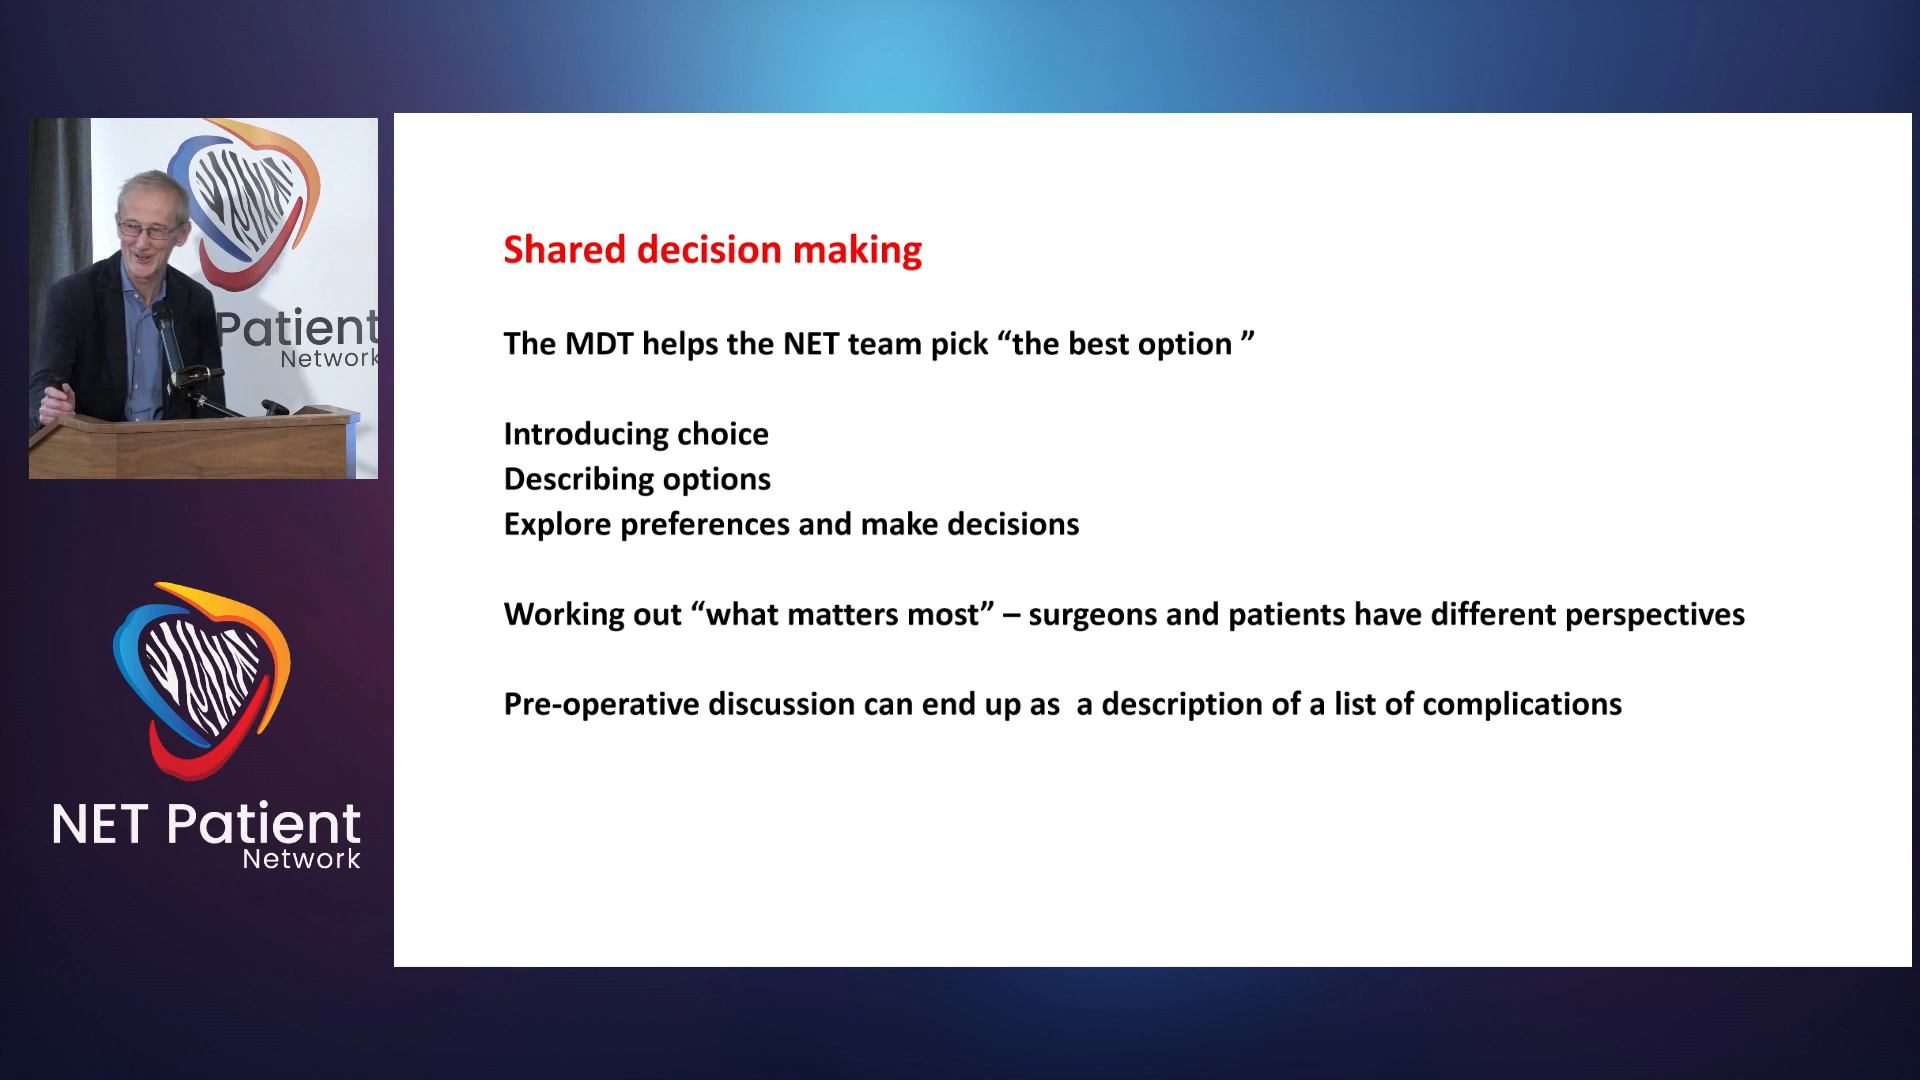 Patient
Network
Shared decision making
The MDT helps the NET team pick “the best option ”
Introducing choice
Describing options
Explore preferences and make decisions
Working out “what matters most” – surgeons and patients have different perspectives
Pre-operative discussion can end up as  a description of a list of complications
NET Patient
Network